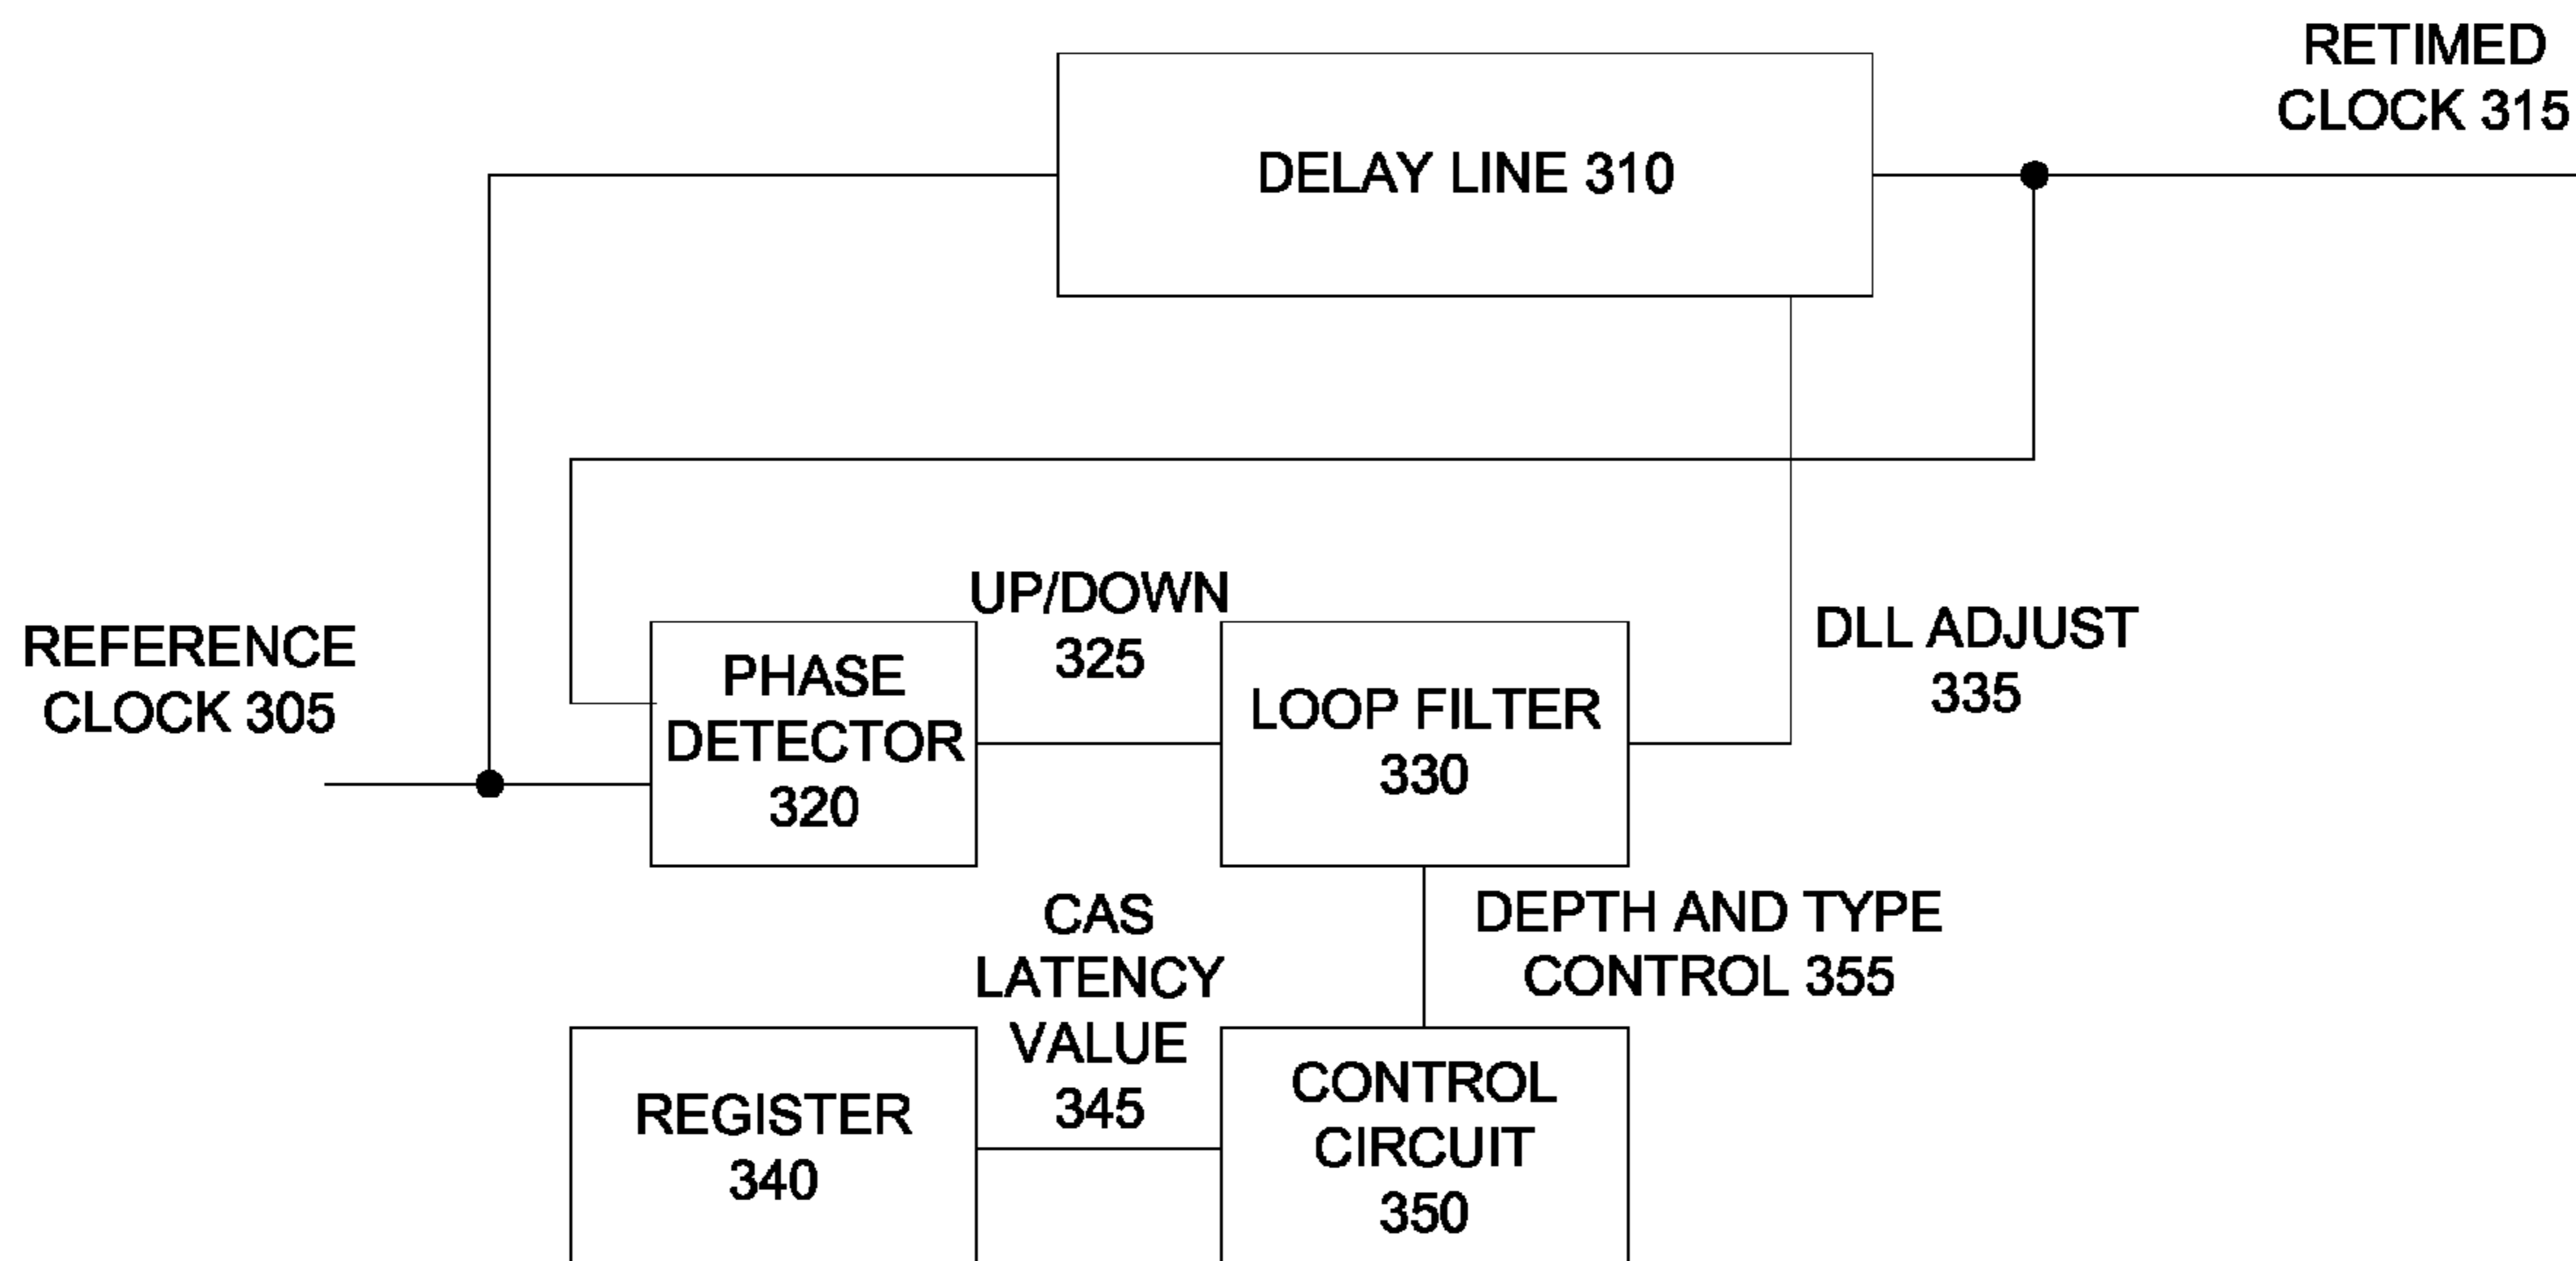 RETIMED
CLOCK 315
DELAY LINE 310
REFERENCE
CLOCK 305
PHASE
DETECTOR
320
UP/DOWN
325
LOOP FILTER
330
DLL ADJUST
335
CAS
LATENCY
VALUE
345
DEPTH AND TYPE
CONTROL 355
REGISTER
340
CONTROL
CIRCUIT
350